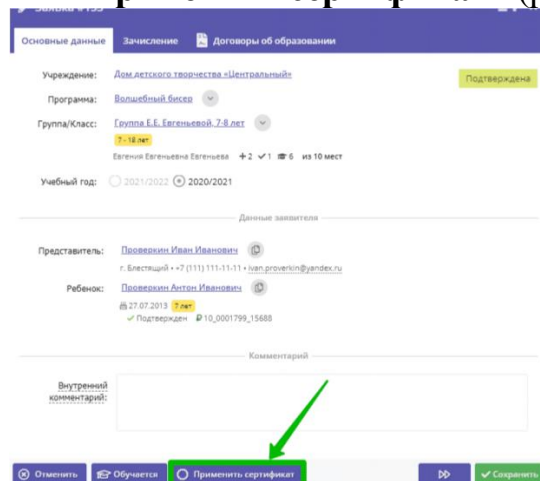 Основные данные Зачисление Договоры об образовании
Учреждение: Дом детского творчества «Центральный»
Подтверждена
Программа: Волшебный бисер
Группа/Класс: Группа Е.Е. Евгеньевой, 7-8 лет
7 - 18 лет
Евгения Евгеньевна Евгеньева + 2 ✓ 1 6 из 10 мест
Учебный год: 2021/2022 2020/2021
Данные заявителя
Представитель: Проверкин Иван Иванович
г. Блестящий • +7 (111) 111-11-11 • ivan.proverkin@yandex.ru
Ребенок: Проверкин Антон Иванович
27.07.2013 7 лет
✓ Подтвержден ₽ 10_0001799_15688
Комментарий
Внутренний
комментарий:
Отменить Обучается Применить сертификат Сохранить